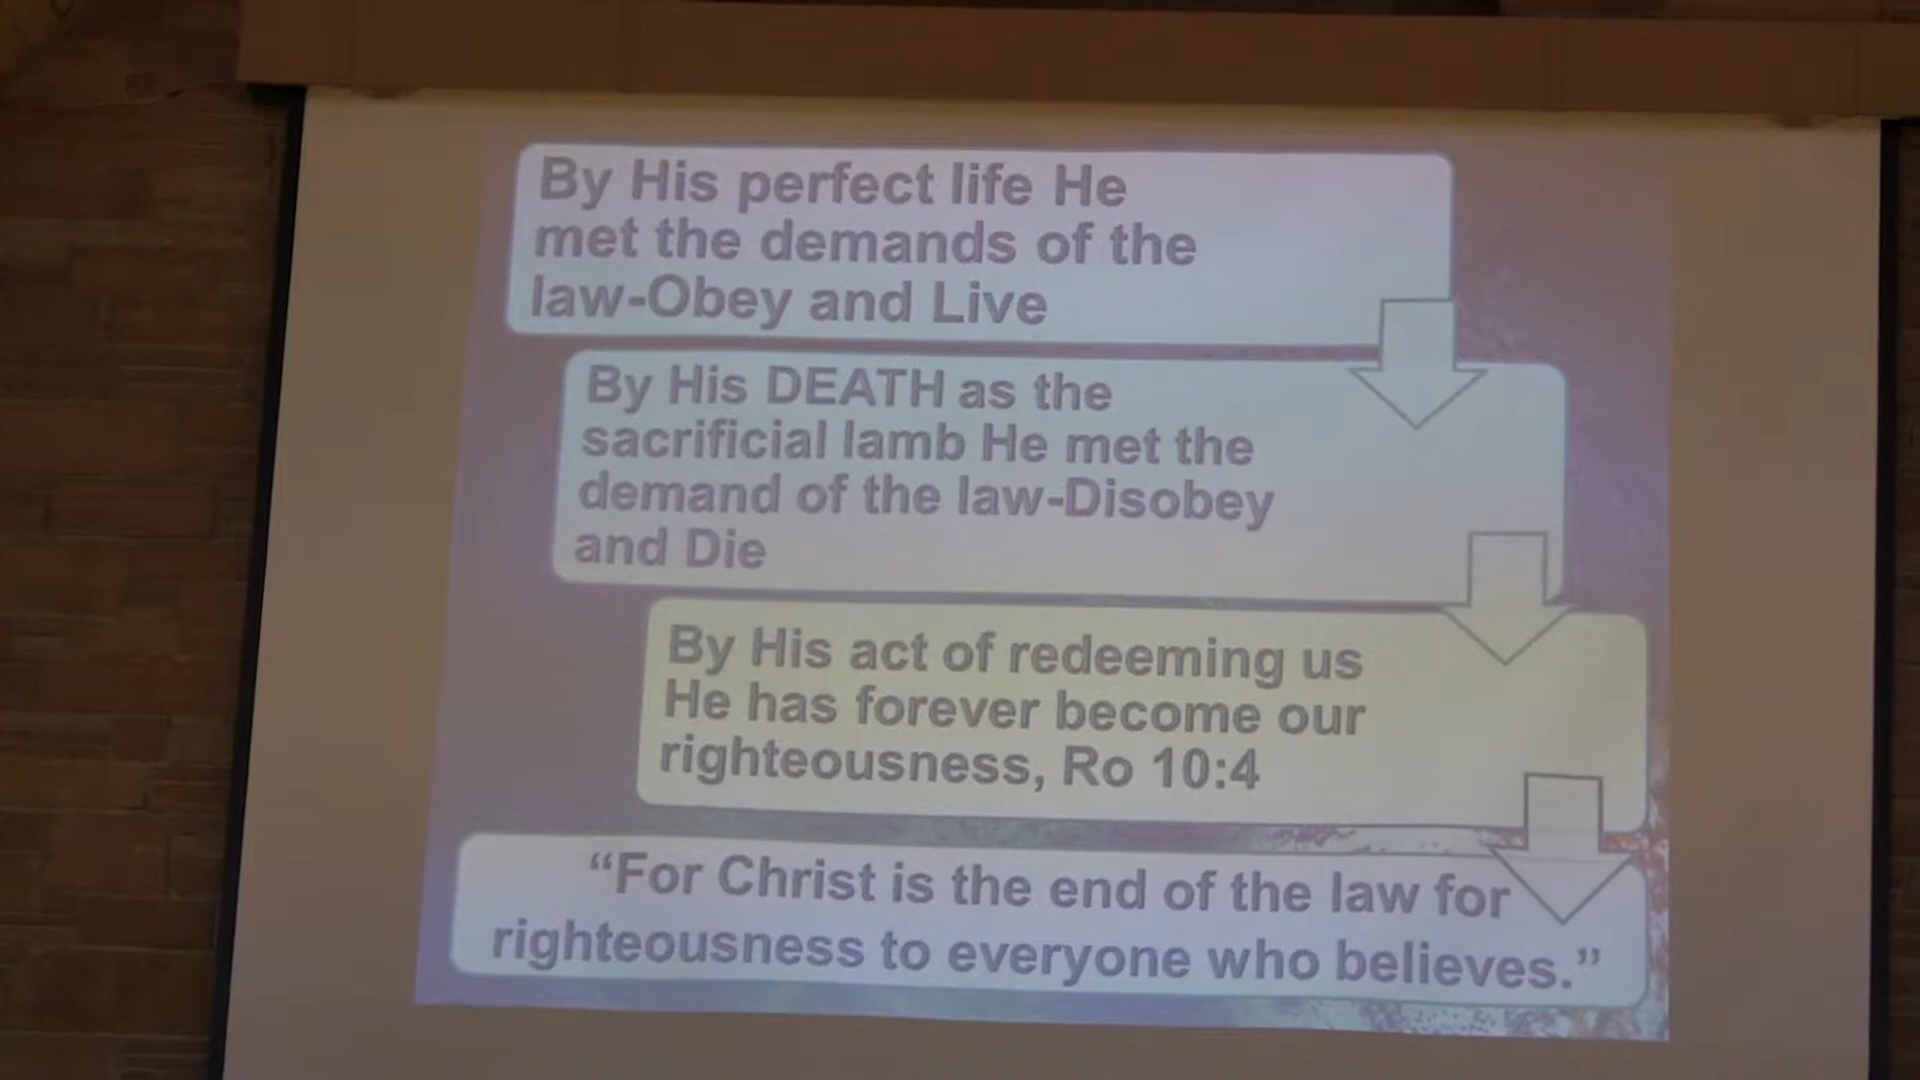 By His perfect life He
met the demands of the
law-Obey and Live
By His DEATH as the
sacrificial lamb He met the
demand of the law-Disobey
and Die
By His act of redeeming us
He has forever become our
righteousness, Ro 10:4
“For Christ is the end of the law for
righteousness to everyone who believes.”